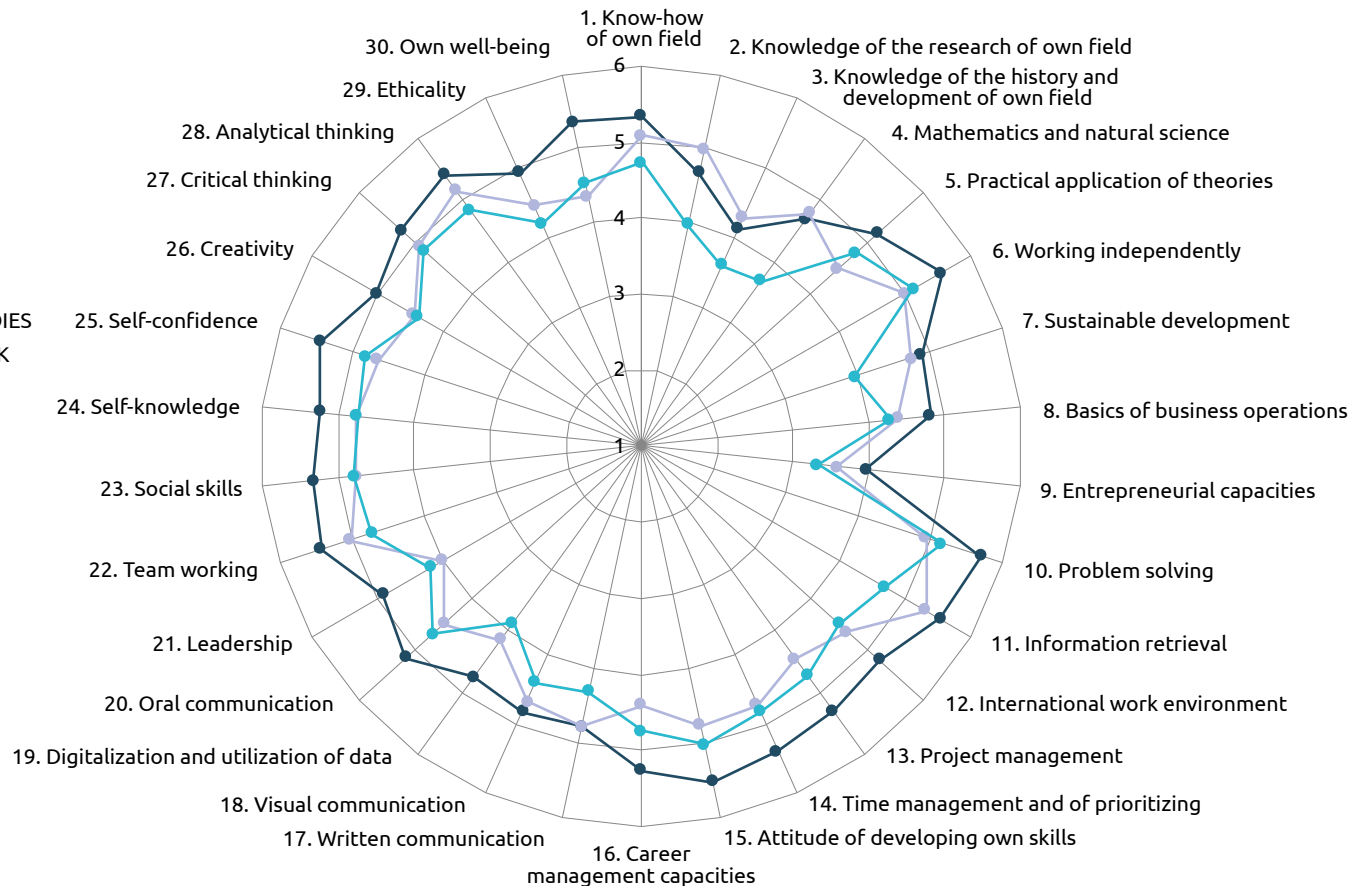 1. Know-how
of own field
2. Knowledge of the research of own field
3. Knowledge of the history and
development of own field
4. Mathematics and natural science
5. Practical application of theories
6. Working independently
7. Sustainable development
8. Basics of business operations
9. Entrepreneurial capacities
10. Problem solving
11. Information retrieval
12. International work environment
13. Project management
14. Time management and of prioritizing
15. Attitude of developing own skills
16. Career
management capacities
17. Written communication
18. Visual communication
19. Digitalization and utilization of data
20. Oral communication
21. Leadership
22. Team working
23. Social skills
24. Self-knowledge
25. Self-confidence
26. Creativity
27. Critical thinking
28. Analytical thinking
29. Ethicality
30. Own well-being
6
5
4
3
2
1